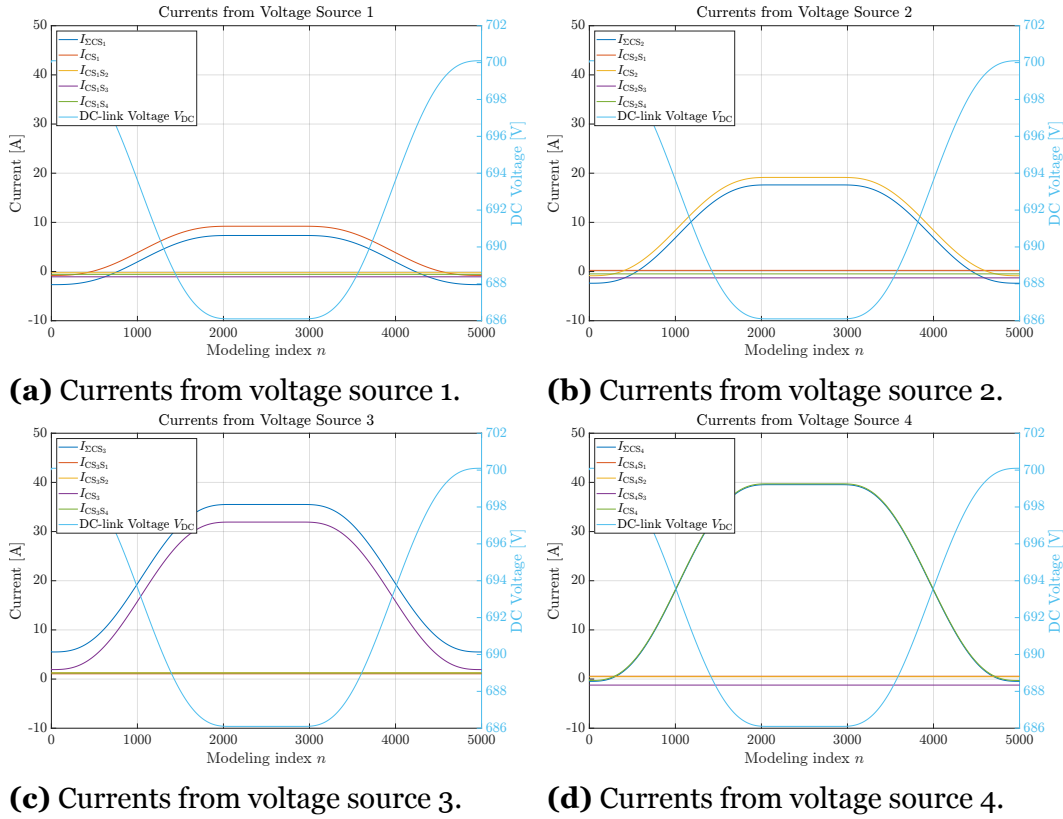 Currents from Voltage Source 1
I_ΣCS₁
I_CS₁
I_CS₁S₂
I_CS₁S₃
I_CS₁S₄
DC-link Voltage V_DC
50
40
30
20
10
0
-10
Current [A]
702
700
698
696
694
692
690
688
686
DC Voltage [V]
0 1000 2000 3000 4000 5000
Modeling index n
(a) Currents from voltage source 1.
Currents from Voltage Source 2
I_ΣCS₂
I_CS₂S₁
I_CS₂
I_CS₂S₃
I_CS₂S₄
DC-link Voltage V_DC
50
40
30
20
10
0
-10
Current [A]
702
700
698
696
694
692
690
688
686
DC Voltage [V]
0 1000 2000 3000 4000 5000
Modeling index n
(b) Currents from voltage source 2.
Currents from Voltage Source 3
I_ΣCS₃
I_CS₃S₁
I_CS₃S₂
I_CS₃
I_CS₃S₄
DC-link Voltage V_DC
50
40
30
20
10
0
-10
Current [A]
702
700
698
696
694
692
690
688
686
DC Voltage [V]
0 1000 2000 3000 4000 5000
Modeling index n
(c) Currents from voltage source 3.
Currents from Voltage Source 4
I_ΣCS₄
I_CS₄S₁
I_CS₄S₂
I_CS₄S₃
I_CS₄
DC-link Voltage V_DC
50
40
30
20
10
0
-10
Current [A]
702
700
698
696
694
692
690
688
686
DC Voltage [V]
0 1000 2000 3000 4000 5000
Modeling index n
(d) Currents from voltage source 4.